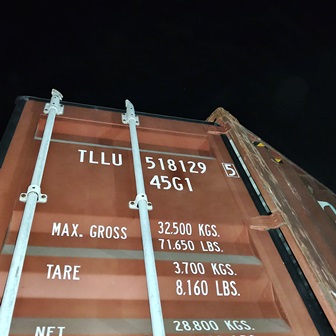 TLLU 518129 5
45G1
MAX. GROSS 32,500 KGS.
71,650 LBS.
TARE 3,700 KGS.
8,160 LBS.
NET 28,800 KGS.